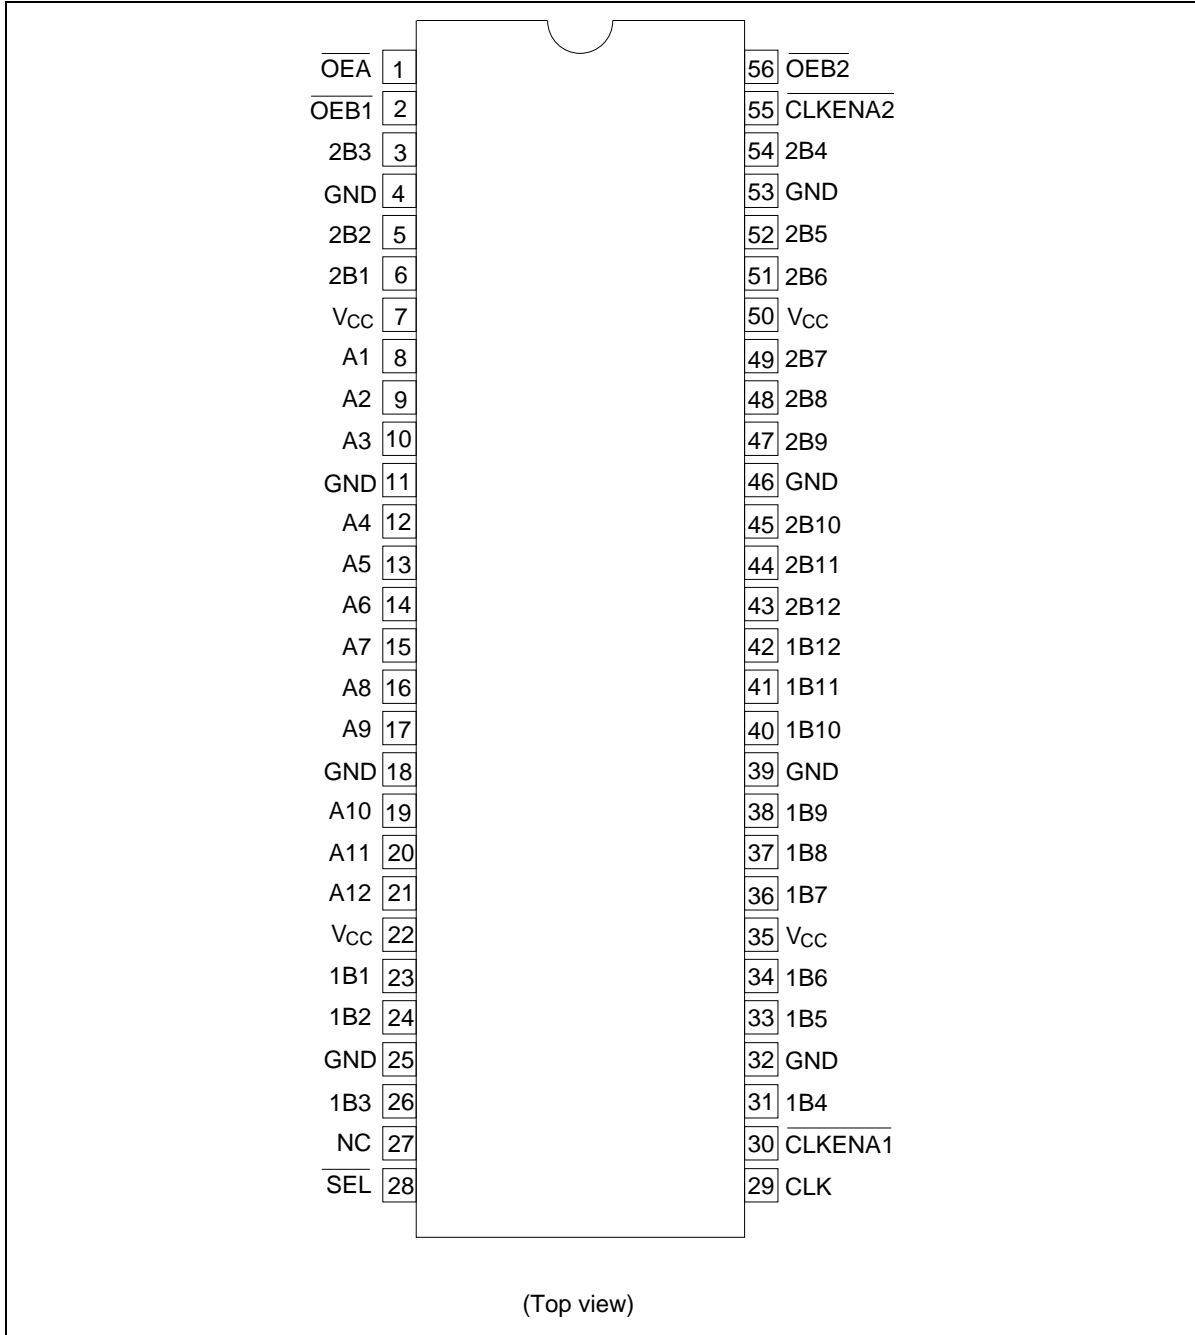 OEA 1 56 OEB2
OEB1 2 55 CLKENA2
2B3 3 54 2B4
GND 4 53 GND
2B2 5 52 2B5
2B1 6 51 2B6
VCC 7 50 VCC
A1 8 49 2B7
A2 9 48 2B8
A3 10 47 2B9
GND 11 46 GND
A4 12 45 2B10
A5 13 44 2B11
A6 14 43 2B12
A7 15 42 1B12
A8 16 41 1B11
A9 17 40 1B10
GND 18 39 GND
A10 19 38 1B9
A11 20 37 1B8
A12 21 36 1B7
VCC 22 35 VCC
1B1 23 34 1B6
1B2 24 33 1B5
GND 25 32 GND
1B3 26 31 1B4
NC 27 30 CLKENA1
SEL 28 29 CLK
(Top view)